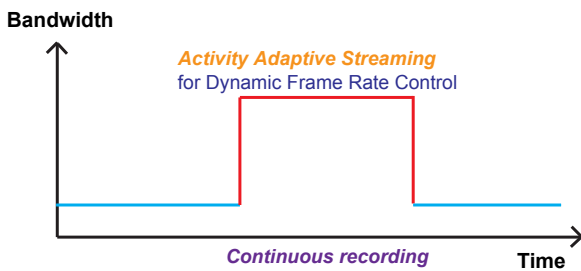 Bandwidth
Activity Adaptive Streaming
for Dynamic Frame Rate Control
Continuous recording
Time